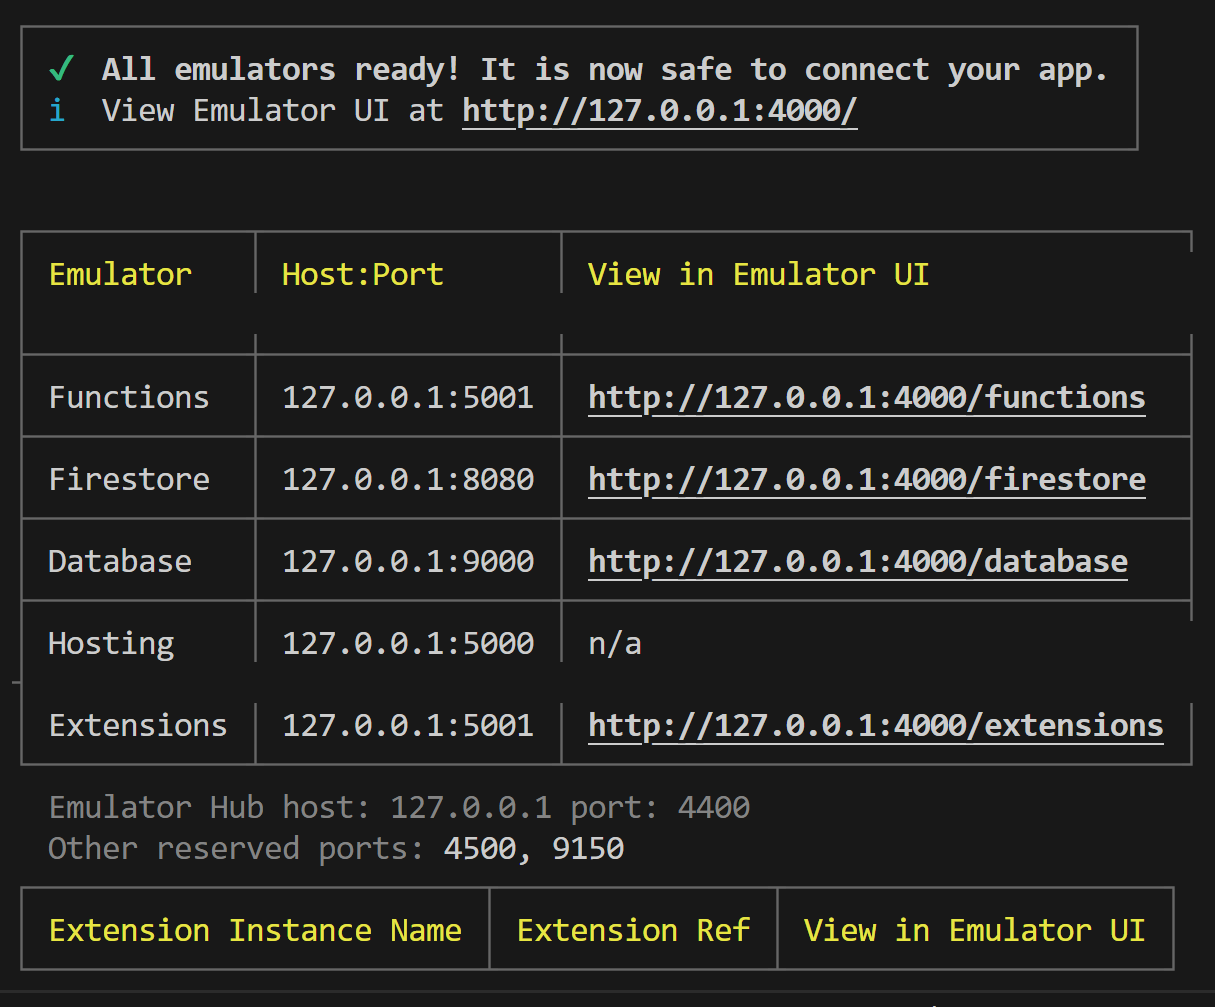 ✓ All emulators ready! It is now safe to connect your app.
i View Emulator UI at http://127.0.0.1:4000/
Emulator Host:Port View in Emulator UI
Functions 127.0.0.1:5001 http://127.0.0.1:4000/functions
Firestore 127.0.0.1:8080 http://127.0.0.1:4000/firestore
Database 127.0.0.1:9000 http://127.0.0.1:4000/database
Hosting 127.0.0.1:5000 n/a
Extensions 127.0.0.1:5001 http://127.0.0.1:4000/extensions
Emulator Hub host: 127.0.0.1 port: 4400
Other reserved ports: 4500, 9150
Extension Instance Name Extension Ref View in Emulator UI